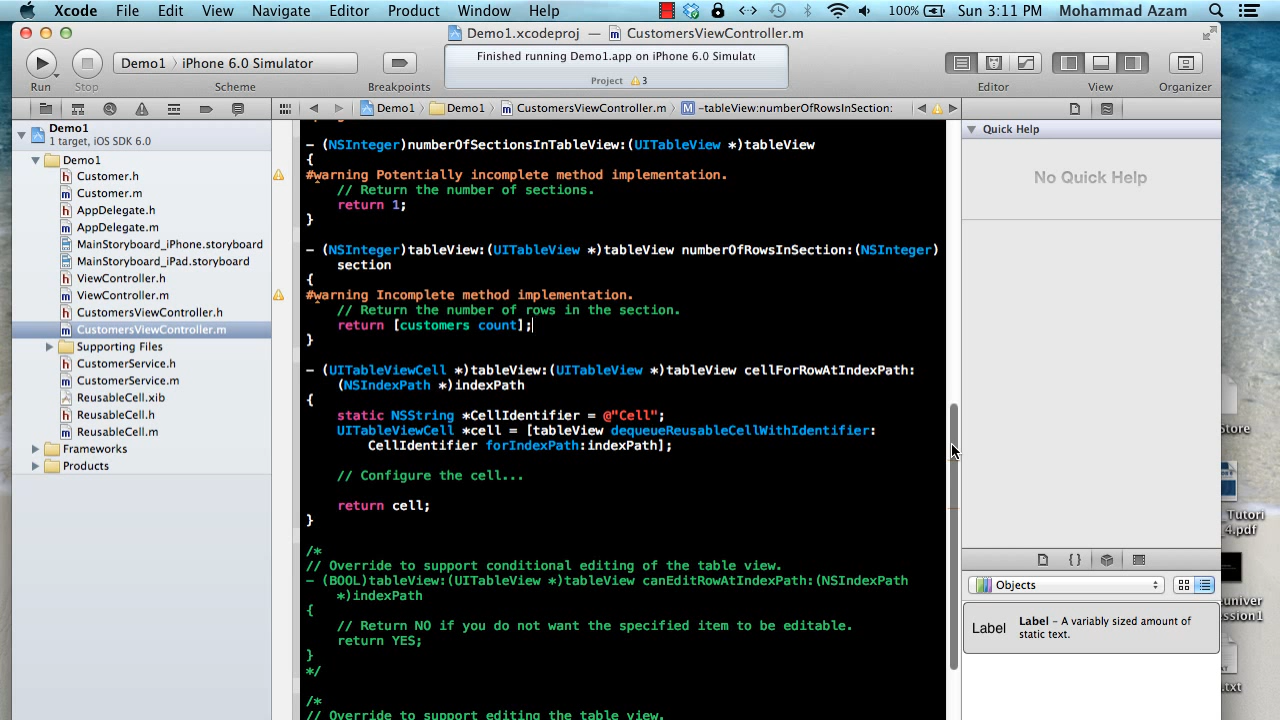 Xcode File Edit View Navigate Editor Product Window Help 100% Sun 3:11 PM Mohammad Azam
Demo1.xcodeproj — CustomersViewController.m
Run Stop Demo1 〉 iPhone 6.0 Simulator
Scheme Breakpoints
Finished running Demo1.app on iPhone 6.0 Simulator
Project 3
Editor View Organizer
Demo1 Demo1 CustomersViewController.m -tableView:numberOfRowsInSection:
Demo1
1 target, iOS SDK 6.0
Demo1
Customer.h
Customer.m
AppDelegate.h
AppDelegate.m
MainStoryboard_iPhone.storyboard
MainStoryboard_iPad.storyboard
ViewController.h
ViewController.m
CustomersViewController.h
CustomersViewController.m
Supporting Files
CustomerService.h
CustomerService.m
ReusableCell.xib
ReusableCell.h
ReusableCell.m
Frameworks
Products
- (NSInteger)numberOfSectionsInTableView:(UITableView *)tableView
{
#warning Potentially incomplete method implementation.
// Return the number of sections.
return 1;
}
- (NSInteger)tableView:(UITableView *)tableView numberOfRowsInSection:(NSInteger)
section
{
#warning Incomplete method implementation.
// Return the number of rows in the section.
return [customers count];
}
- (UITableViewCell *)tableView:(UITableView *)tableView cellForRowAtIndexPath:
(NSIndexPath *)indexPath
{
static NSString *CellIdentifier = @"Cell";
UITableViewCell *cell = [tableView dequeueReusableCellWithIdentifier:
CellIdentifier forIndexPath:indexPath];
// Configure the cell...
return cell;
}
/*
// Override to support conditional editing of the table view.
- (BOOL)tableView:(UITableView *)tableView canEditRowAtIndexPath:(NSIndexPath
*)indexPath
{
// Return NO if you do not want the specified item to be editable.
return YES;
}
*/
/*
// Override to support editing the table view.
Quick Help
No Quick Help
Objects
Label
Label – A variably sized amount of
static text.
_Tutori
_4.pdf
.txt